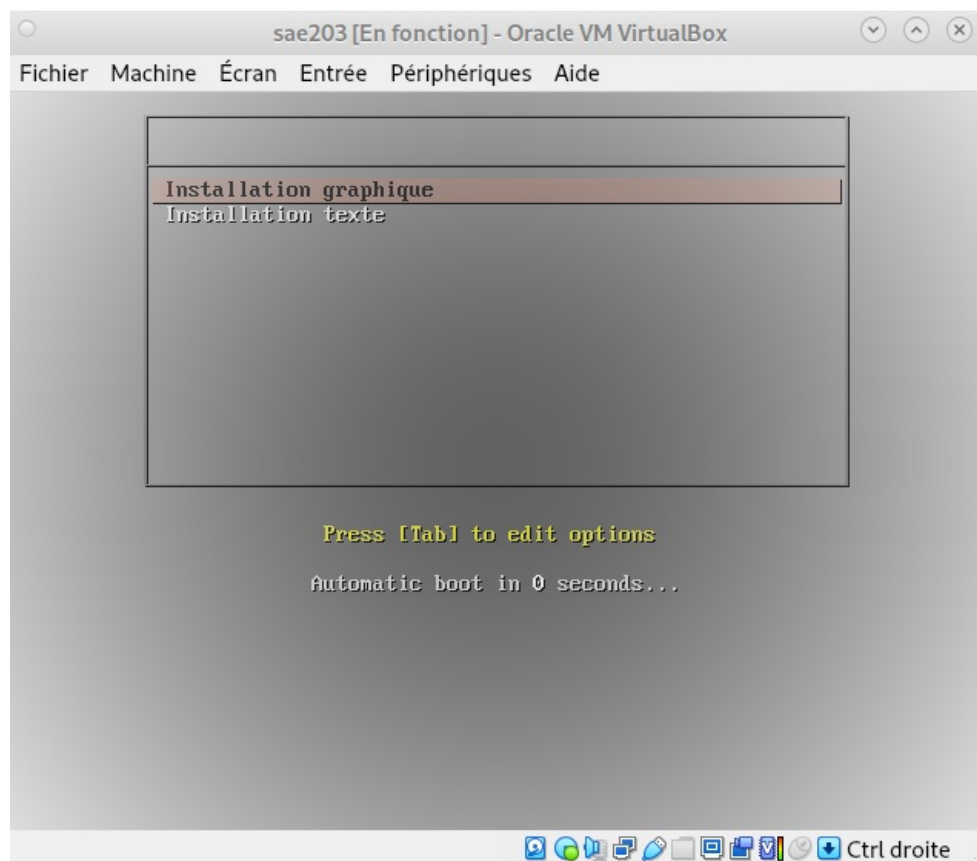 sae203 [En fonction] - Oracle VM VirtualBox
Fichier Machine Écran Entrée Périphériques Aide
Installation graphique
Installation texte
Press [Tab] to edit options
Automatic boot in 0 seconds...
Ctrl droite